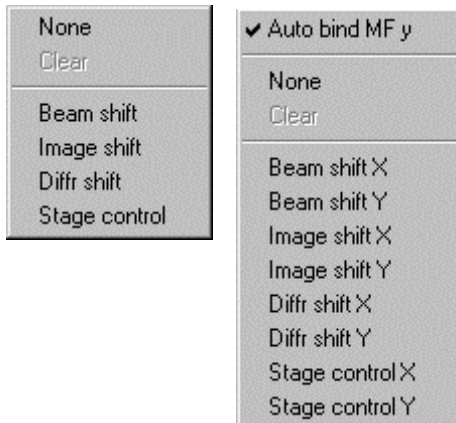 None
Clear
Beam shift
Image shift
Diffr shift
Stage control
Auto bind MF y
None
Clear
Beam shift X
Beam shift Y
Image shift X
Image shift Y
Diffr shift X
Diffr shift Y
Stage control X
Stage control Y